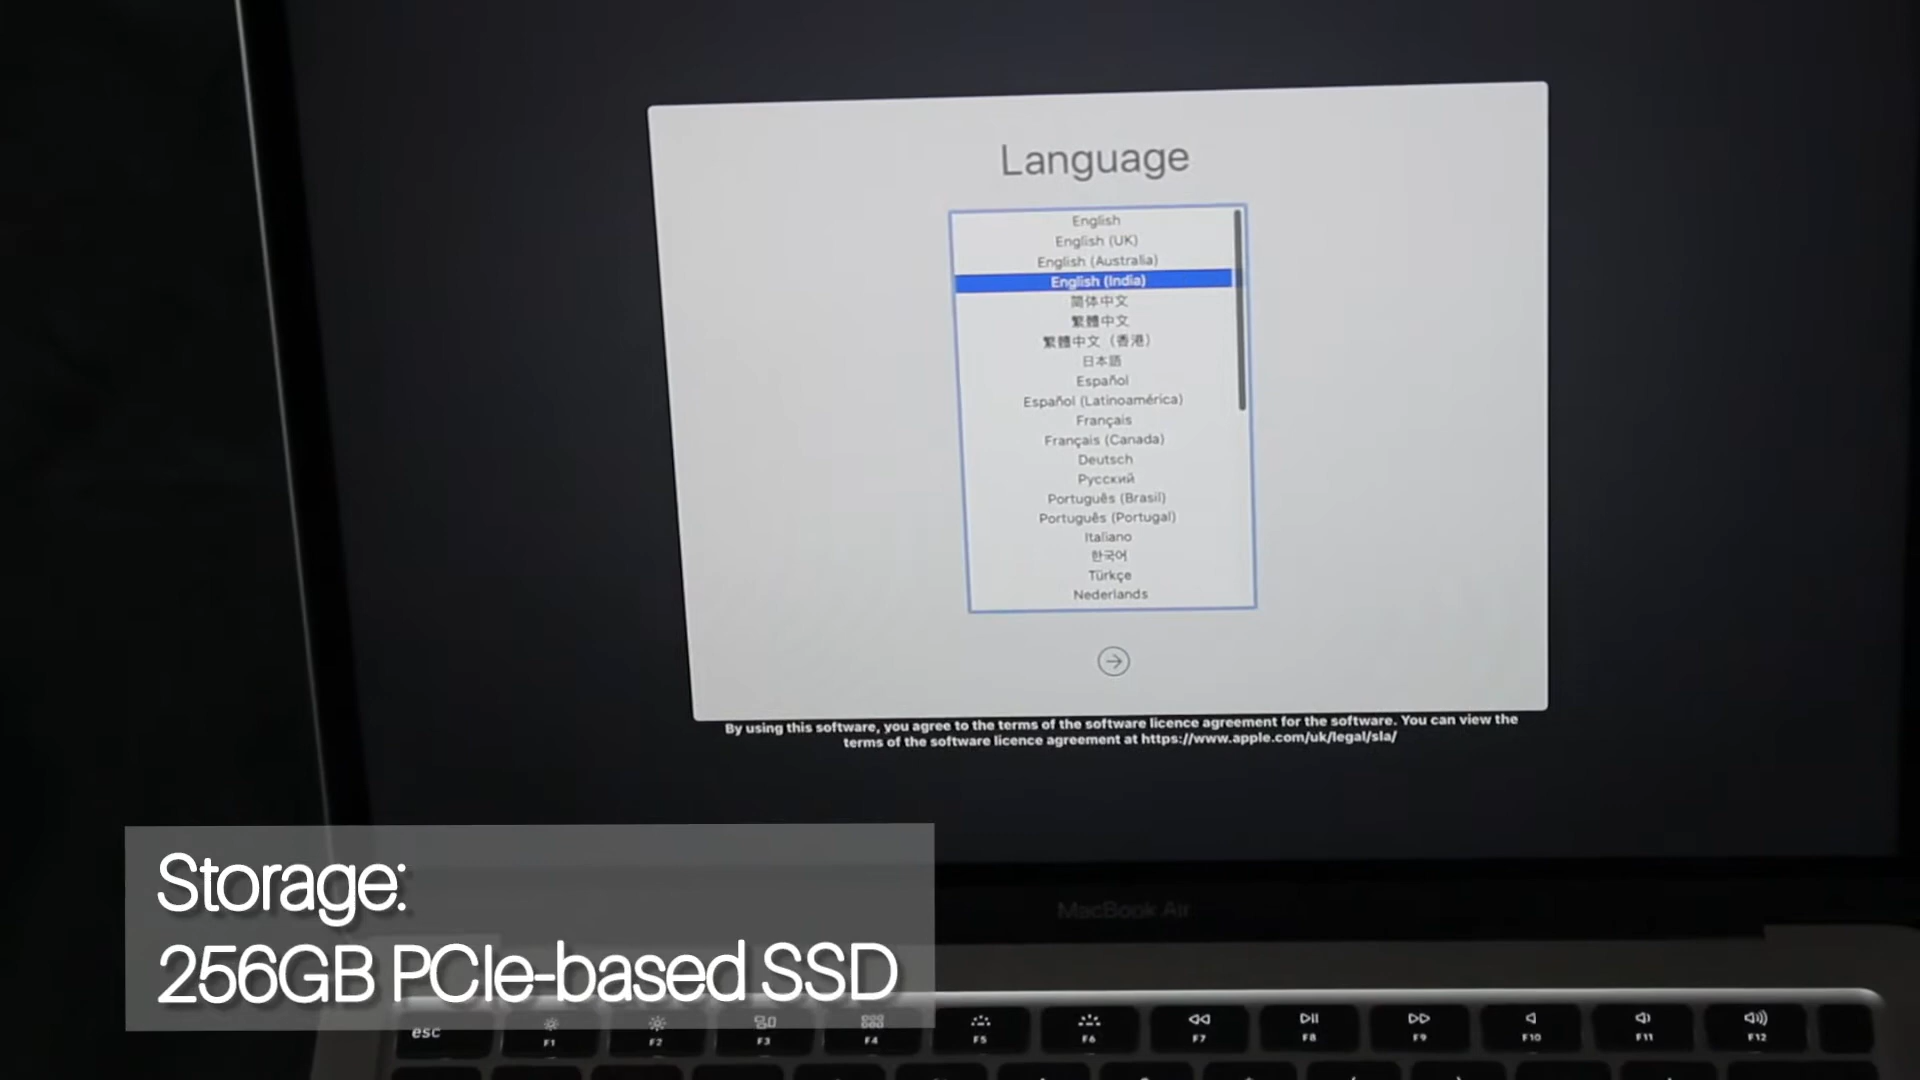 Language
English
English (UK)
English (Australia)
English (India)
简体中文
繁體中文
繁體中文（香港）
日本語
Español
Español (Latinoamérica)
Français
Français (Canada)
Deutsch
Русский
Português (Brasil)
Português (Portugal)
Italiano
한국어
Türkçe
Nederlands
By using this software, you agree to the terms of the software licence agreement for the software. You can view the
terms of the software licence agreement at https://www.apple.com/uk/legal/sla/
Storage:
256GB PCIe-based SSD
MacBook Air
esc
F1
F2
F3
F4
F5
F6
F7
F8
F9
F10
F11
F12